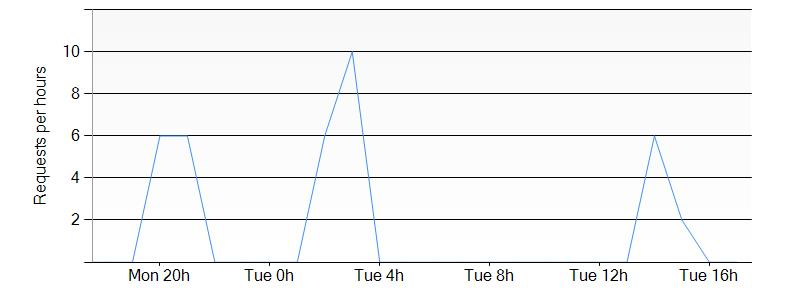 Requests per hours
10
8
6
4
2
Mon 20h
Tue 0h
Tue 4h
Tue 8h
Tue 12h
Tue 16h